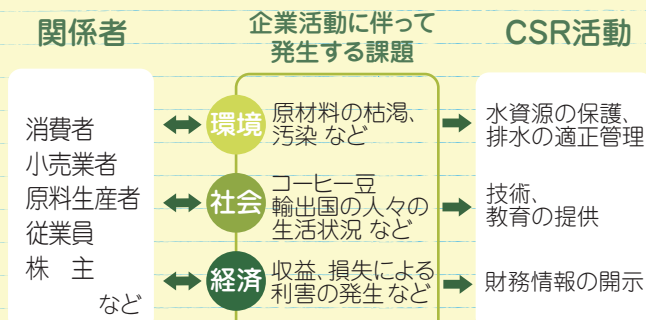 関係者
企業活動に伴って
発生する課題
CSR活動
消費者
小売業者
原料生産者
従業員
株　主
など
環境
原材料の枯渇、
汚染 など
水資源の保護、
排水の適正管理
社会
コーヒー豆
輸出国の人々の
生活状況 など
技術、
教育の提供
経済
収益、損失による
利害の発生 など
財務情報の開示